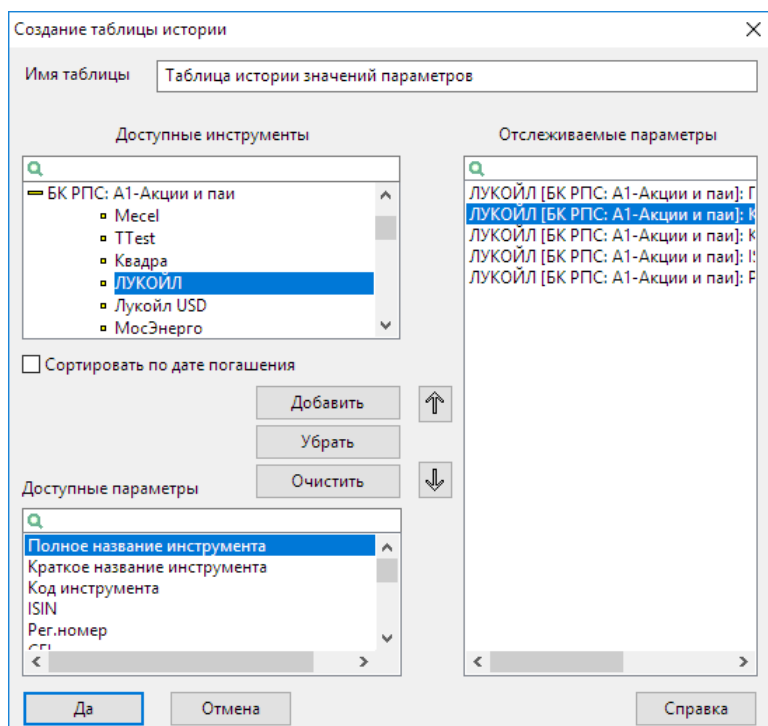 Создание таблицы истории
Имя таблицы
Таблица истории значений параметров
Доступные инструменты
БК РПС: А1-Акции и паи
Mecel
TTest
Квадра
ЛУКОЙЛ
Лукойл USD
МосЭнерго
Сортировать по дате погашения
Добавить
Убрать
Очистить
Доступные параметры
Полное название инструмента
Краткое название инструмента
Код инструмента
ISIN
Рег.номер
CFI
Отслеживаемые параметры
ЛУКОЙЛ [БК РПС: А1-Акции и паи]: П
ЛУКОЙЛ [БК РПС: А1-Акции и паи]: К
ЛУКОЙЛ [БК РПС: А1-Акции и паи]: К
ЛУКОЙЛ [БК РПС: А1-Акции и паи]: IS
ЛУКОЙЛ [БК РПС: А1-Акции и паи]: Р
Да
Отмена
Справка